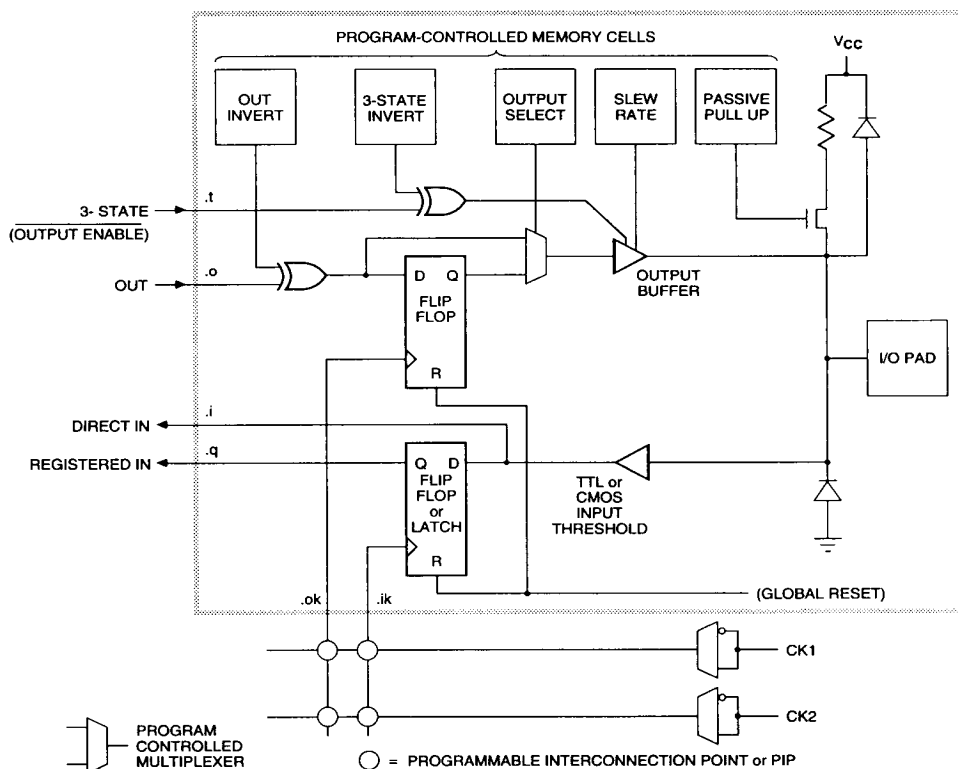 PROGRAM-CONTROLLED MEMORY CELLS
Vcc
OUT
INVERT
3-STATE
INVERT
OUTPUT
SELECT
SLEW
RATE
PASSIVE
PULL UP
3- STATE
(OUTPUT ENABLE)
.t
OUT
.o
D Q
FLIP
FLOP
R
OUTPUT
BUFFER
I/O PAD
DIRECT IN
.i
REGISTERED IN
.q
Q D
FLIP
FLOP
or
LATCH
R
TTL or
CMOS
INPUT
THRESHOLD
(GLOBAL RESET)
.ok
.ik
CK1
CK2
PROGRAM
CONTROLLED
MULTIPLEXER
= PROGRAMMABLE INTERCONNECTION POINT or PIP